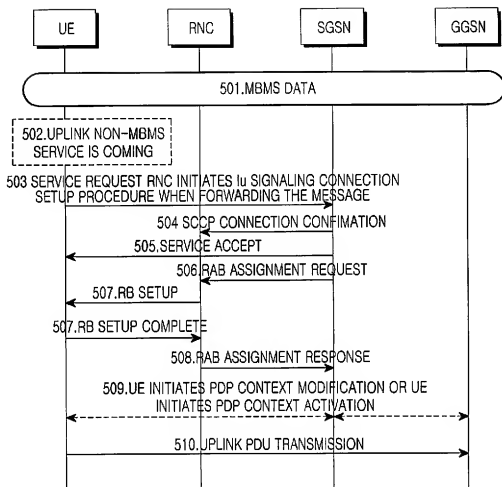 UE RNC SGSN GGSN
501.MBMS DATA
502.UPLINK NON-MBMS
SERVICE IS COMING
503 SERVICE REQUEST RNC INITIATES Iu SIGNALING CONNECTION
SETUP PROCEDURE WHEN FORWARDING THE MESSAGE
504 SCCP CONNECTION CONFIMATION
505.SERVICE ACCEPT
506.RAB ASSIGNMENT REQUEST
507.RB SETUP
507.RB SETUP COMPLETE
508.RAB ASSIGNMENT RESPONSE
509.UE INITIATES PDP CONTEXT MODIFICATION OR UE
INITIATES PDP CONTEXT ACTIVATION
510.UPLINK PDU TRANSMISSION